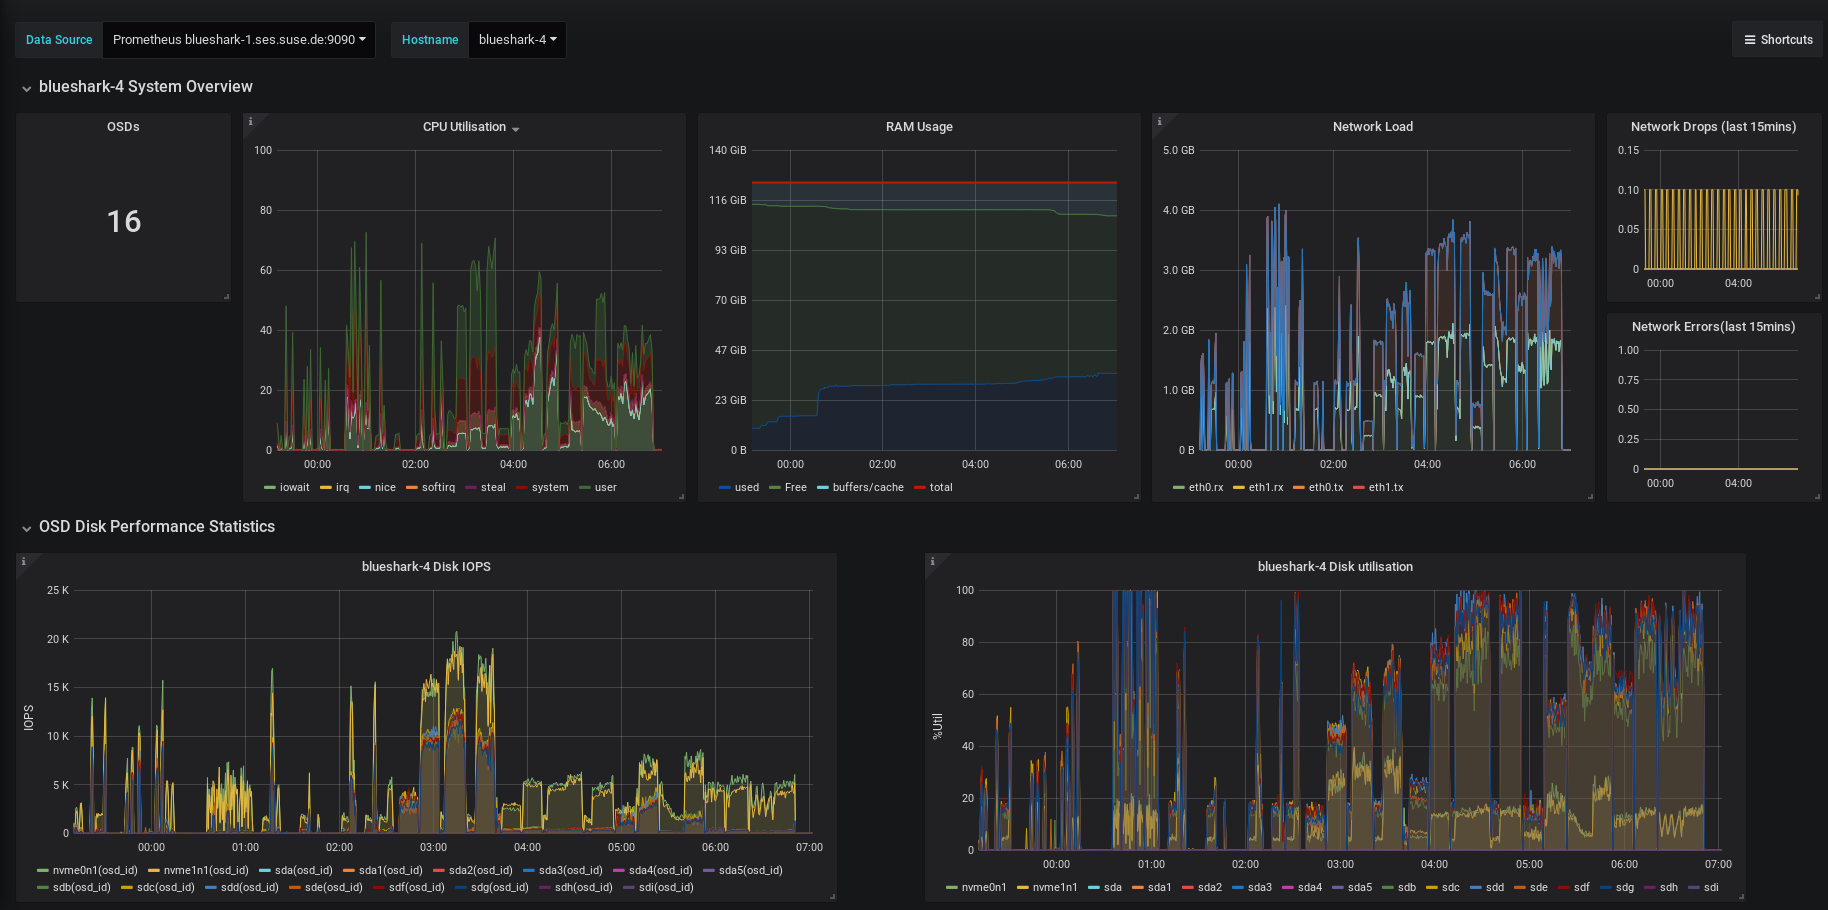 Data Source Prometheus blueshark-1.ses.suse.de:9090 Hostname blueshark-4 Shortcuts
blueshark-4 System Overview
OSDs
16
CPU Utilisation
100
80
60
40
20
0
00:00 02:00 04:00 06:00
iowait irq nice softirq steal system user
RAM Usage
140 GiB
116 GiB
93 GiB
70 GiB
47 GiB
23 GiB
0 B
00:00 02:00 04:00 06:00
used Free buffers/cache total
Network Load
5.0 GB
4.0 GB
3.0 GB
2.0 GB
1.0 GB
0 B
00:00 02:00 04:00 06:00
eth0.rx eth1.rx eth0.tx eth1.tx
Network Drops (last 15mins)
0.15
0.10
0.05
0
00:00 04:00
Network Errors(last 15mins)
1.00
0.75
0.50
0.25
0
00:00 04:00
OSD Disk Performance Statistics
blueshark-4 Disk IOPS
IOPS
25 K
20 K
15 K
10 K
5 K
0
00:00 01:00 02:00 03:00 04:00 05:00 06:00 07:00
nvme0n1(osd_id) nvme1n1(osd_id) sda(osd_id) sda1(osd_id) sda2(osd_id) sda3(osd_id) sda4(osd_id) sda5(osd_id)
sdb(osd_id) sdc(osd_id) sdd(osd_id) sde(osd_id) sdf(osd_id) sdg(osd_id) sdh(osd_id) sdi(osd_id)
blueshark-4 Disk utilisation
%Util
100
80
60
40
20
0
00:00 01:00 02:00 03:00 04:00 05:00 06:00 07:00
nvme0n1 nvme1n1 sda sda1 sda2 sda3 sda4 sda5 sdb sdc sdd sde sdf sdg sdh sdi